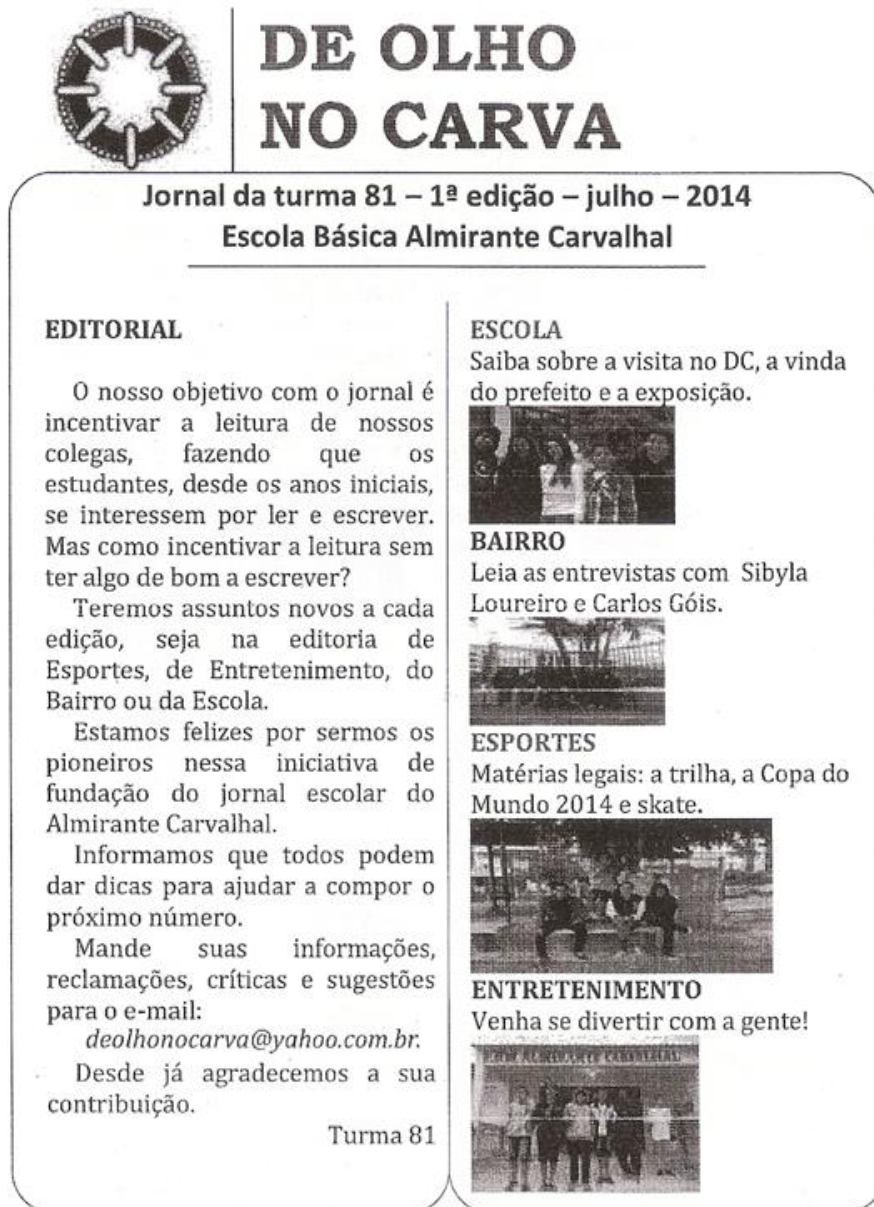 DE OLHO
NO CARVA
Jornal da turma 81 – 1ª edição – julho – 2014
Escola Básica Almirante Carvalhal
EDITORIAL
O nosso objetivo com o jornal é
incentivar a leitura de nossos
colegas, fazendo que os
estudantes, desde os anos iniciais,
se interessem por ler e escrever.
Mas como incentivar a leitura sem
ter algo de bom a escrever?
Teremos assuntos novos a cada
edição, seja na editoria de
Esportes, de Entretenimento, do
Bairro ou da Escola.
Estamos felizes por sermos os
pioneiros nessa iniciativa de
fundação do jornal escolar do
Almirante Carvalhal.
Informamos que todos podem
dar dicas para ajudar a compor o
próximo número.
Mande suas informações,
reclamações, críticas e sugestões
para o e-mail:
deolhonocarva@yahoo.com.br.
Desde já agradecemos a sua
contribuição.
Turma 81
ESCOLA
Saiba sobre a visita no DC, a vinda
do prefeito e a exposição.
BAIRRO
Leia as entrevistas com Sibyla
Loureiro e Carlos Góis.
ESPORTES
Matérias legais: a trilha, a Copa do
Mundo 2014 e skate.
ENTRETENIMENTO
Venha se divertir com a gente!